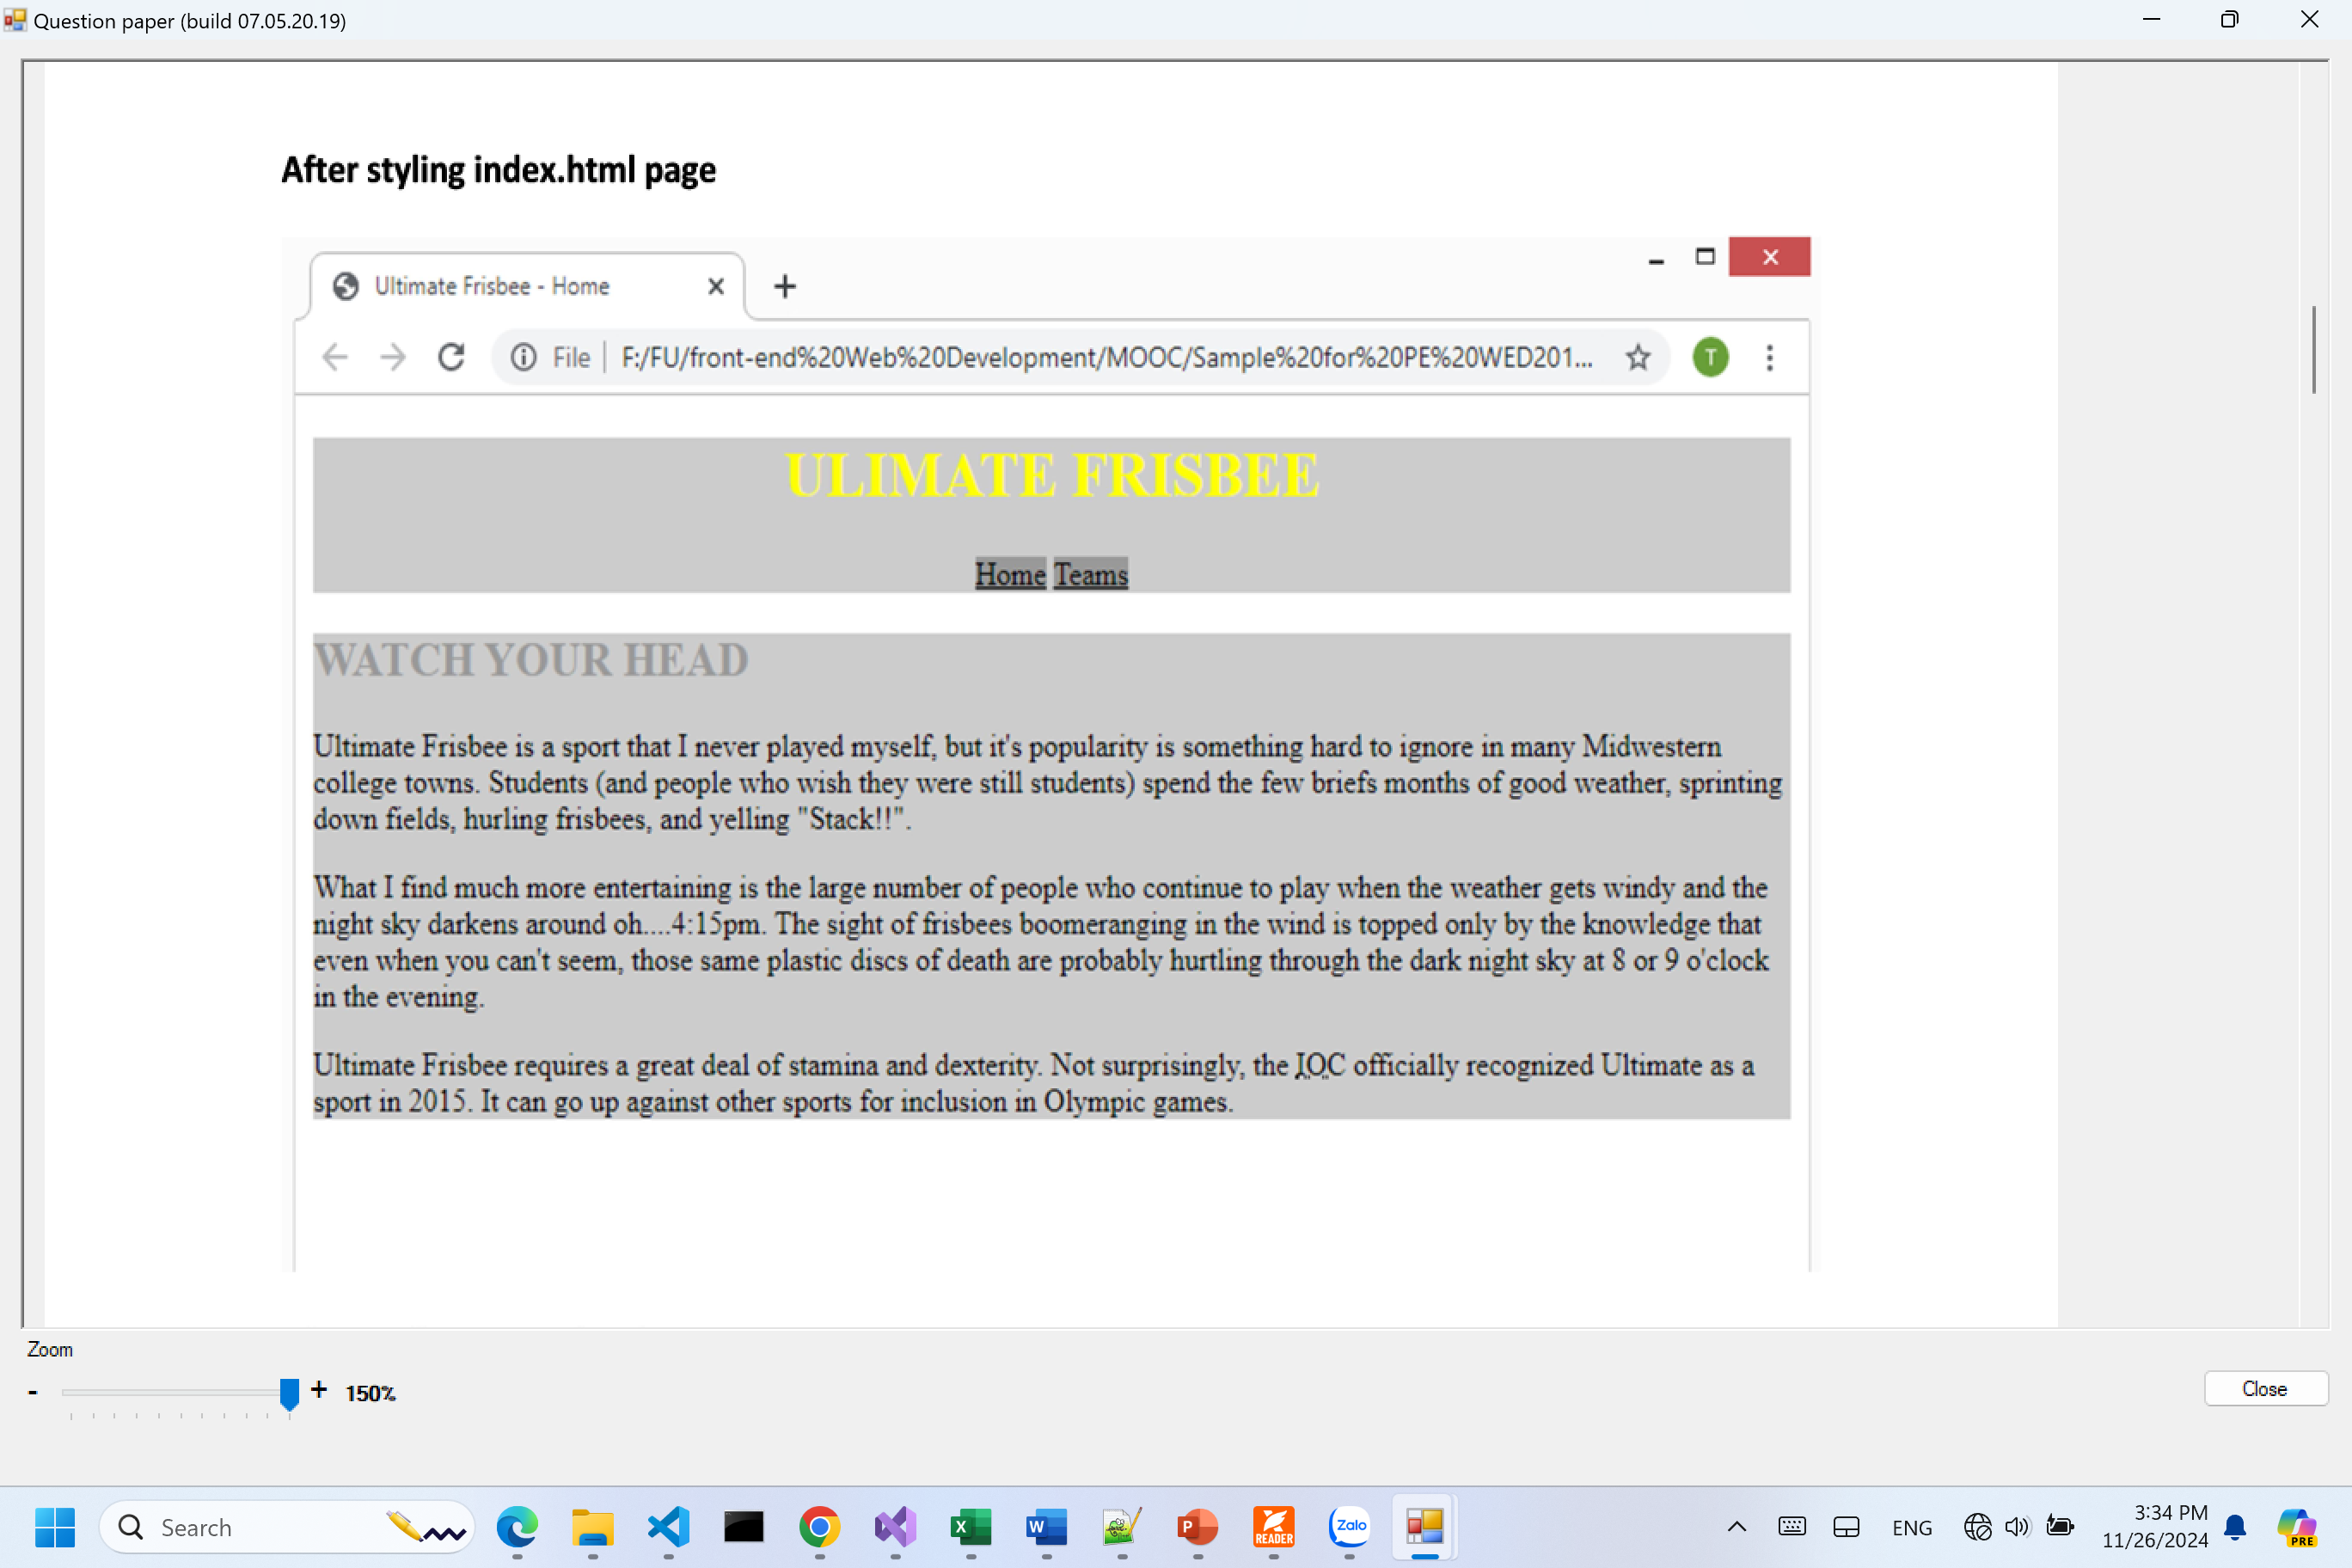 Question paper (build 07.05.20.19)
After styling index.html page
Ultimate Frisbee - Home
File F:/FU/front-end%20Web%20Development/MOOC/Sample%20for%20PE%20WED201...
T
ULIMATE FRISBEE
Home Teams
WATCH YOUR HEAD
Ultimate Frisbee is a sport that I never played myself, but it's popularity is something hard to ignore in many Midwestern
college towns. Students (and people who wish they were still students) spend the few briefs months of good weather, sprinting
down fields, hurling frisbees, and yelling "Stack!!".
What I find much more entertaining is the large number of people who continue to play when the weather gets windy and the
night sky darkens around oh....4:15pm. The sight of frisbees boomeranging in the wind is topped only by the knowledge that
even when you can't seem, those same plastic discs of death are probably hurtling through the dark night sky at 8 or 9 o'clock
in the evening.
Ultimate Frisbee requires a great deal of stamina and dexterity. Not surprisingly, the IOC officially recognized Ultimate as a
sport in 2015. It can go up against other sports for inclusion in Olympic games.
Zoom
- + 150%
Close
Search
X
W
P
READER
Zalo
ENG
3:34 PM
11/26/2024
PRE